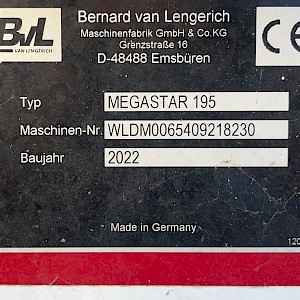 BvL
VAN LENGERICH
Bernard van Lengerich
Maschinenfabrik GmbH & Co.KG
Grenzstraße 16
D-48488 Emsbüren
CE
Typ MEGASTAR 195
Maschinen-Nr. WLDM0065409218230
Baujahr 2022
Made in Germany
120